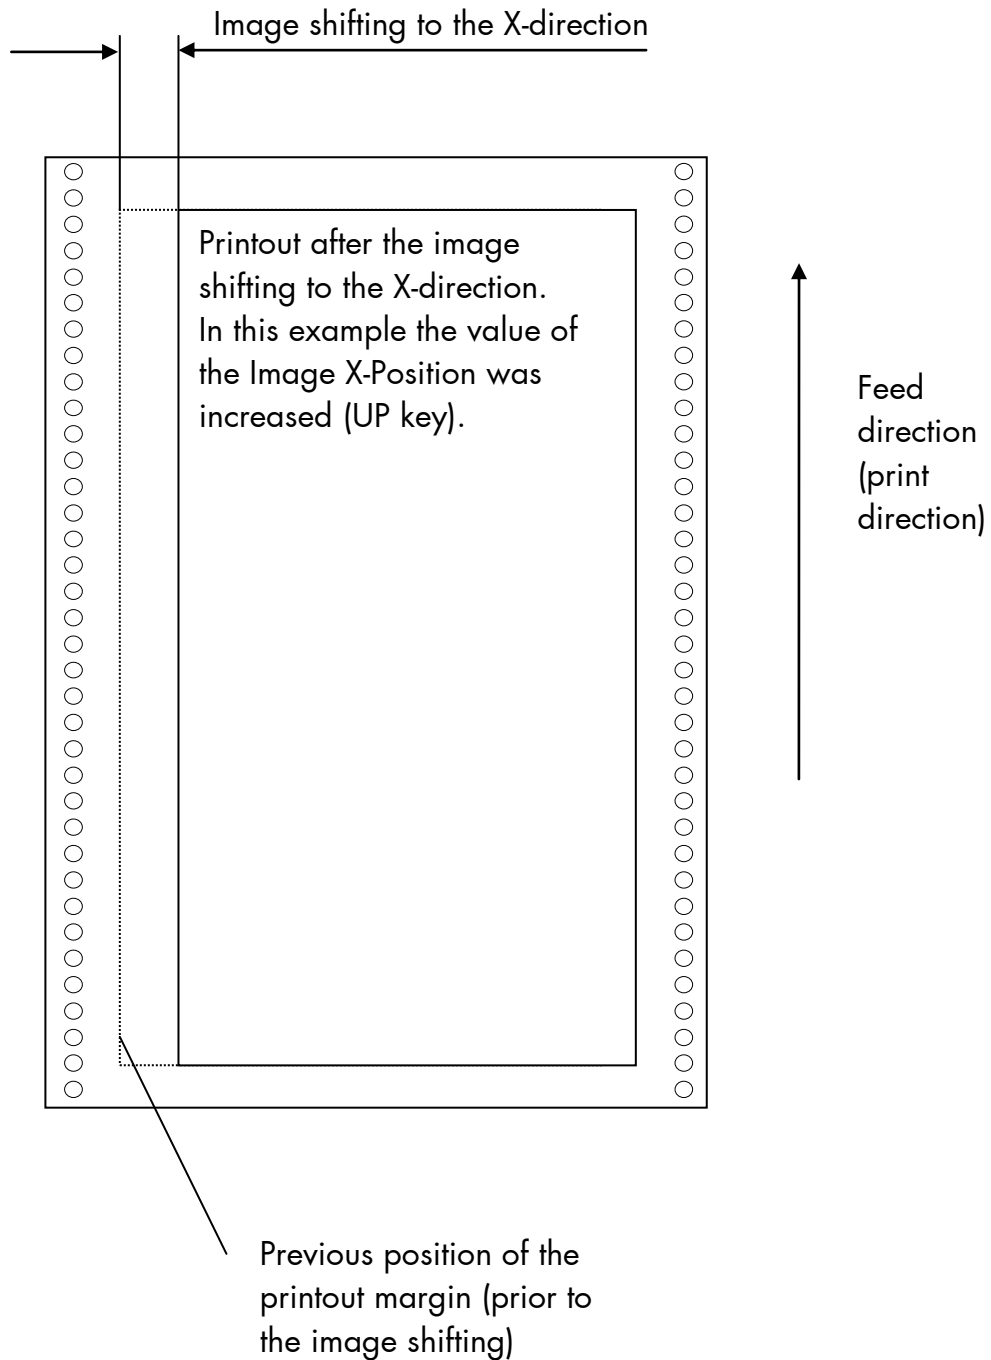 Image shifting to the X-direction
Printout after the image
shifting to the X-direction.
In this example the value of
the Image X-Position was
increased (UP key).
Feed
direction
(print
direction)
Previous position of the
printout margin (prior to
the image shifting)